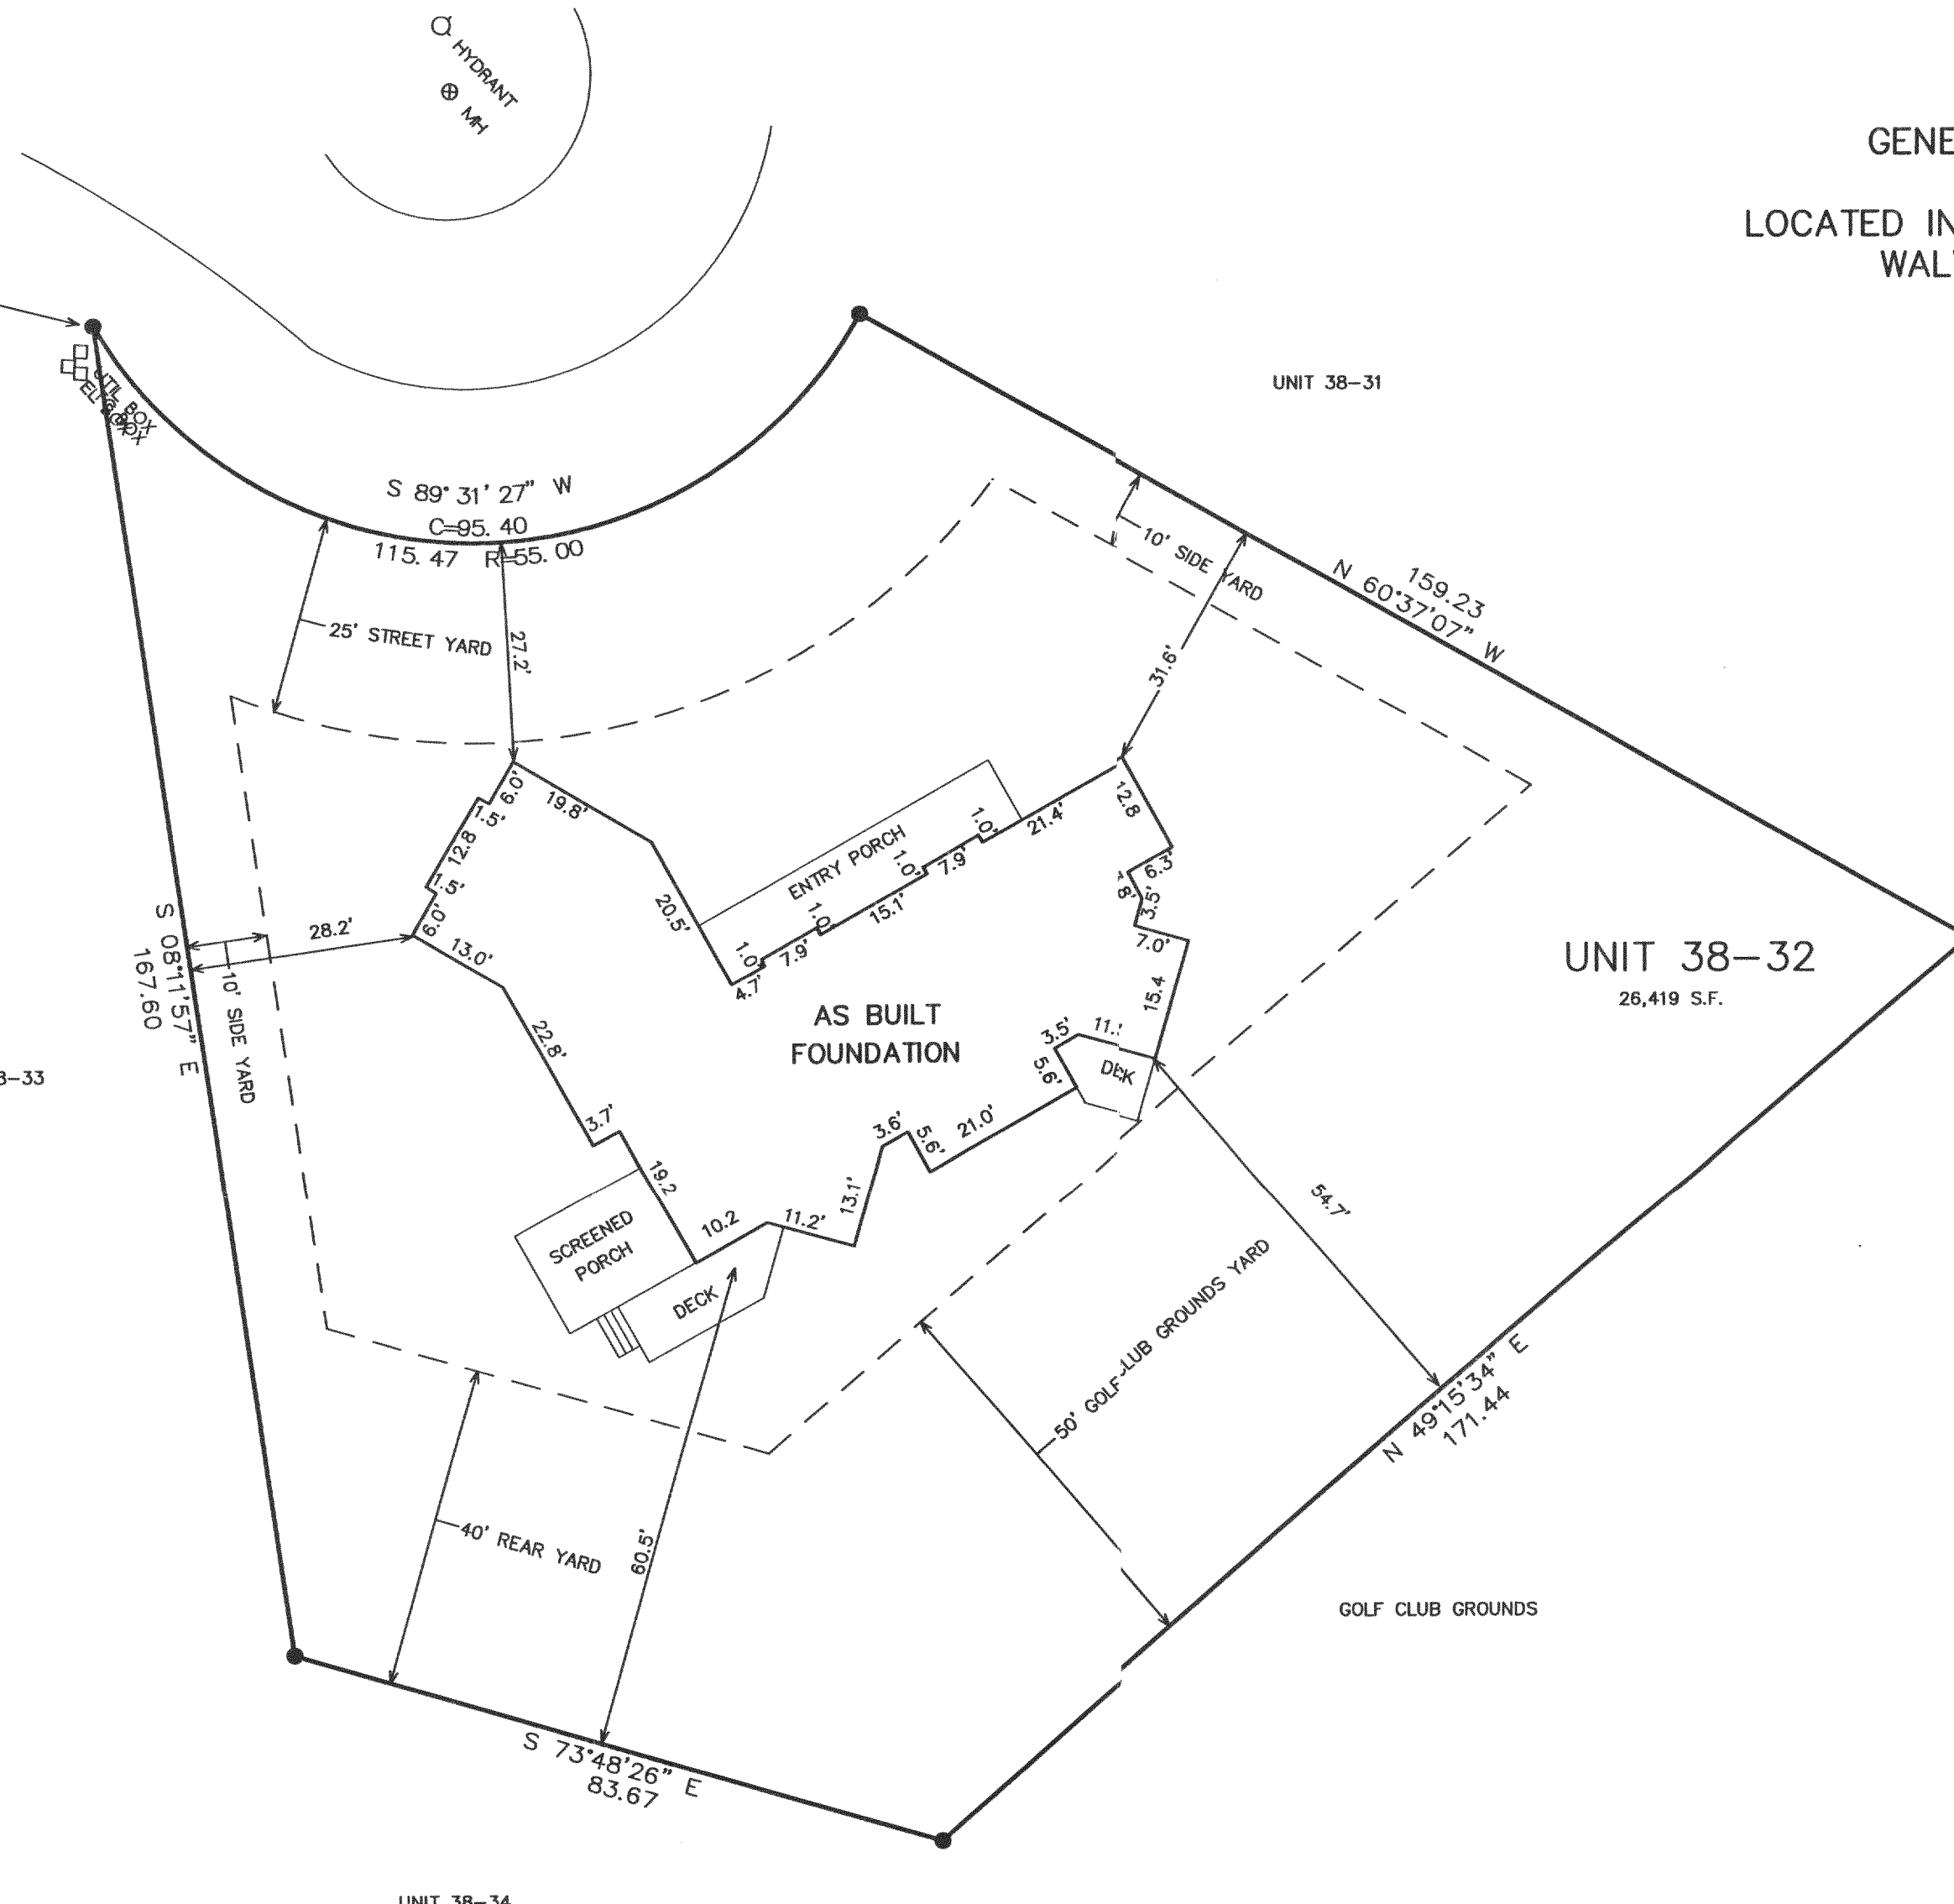 HYDRANT
MH
GENE
LOCATED IN
WAL
UNIT 38-31
UTIL BOX
S 89°31'27" W
C=95.40
115.47 R=55.00
25' STREET YARD
27.2'
10' SIDE YARD
31.6'
159.23
N 60°37'07" W
6.0'
1.5'
12.8
1.5'
6.0'
19.8'
20.5'
ENTRY PORCH
4.7'
1.0'
7.9'
1.0'
15.1'
1.0'
7.9'
1.0'
21.4'
12.8
6.3'
3.5'
7.0'
15.4
UNIT 38-32
26,419 S.F.
S 08°11'57" E
167.60
28.2'
10' SIDE YARD
13.0'
22.8'
AS BUILT
FOUNDATION
3.5'
5.6'
21.0'
5.6'
3.6'
13.1'
11.2'
10.2
19.2
3.7'
8-33
SCREENED
PORCH
DECK
54.7'
50' GOLF CLUB GROUNDS YARD
N 49°15'34" E
171.44
40' REAR YARD
60.5'
GOLF CLUB GROUNDS
S 73°48'26" E
83.67
UNIT 38-34